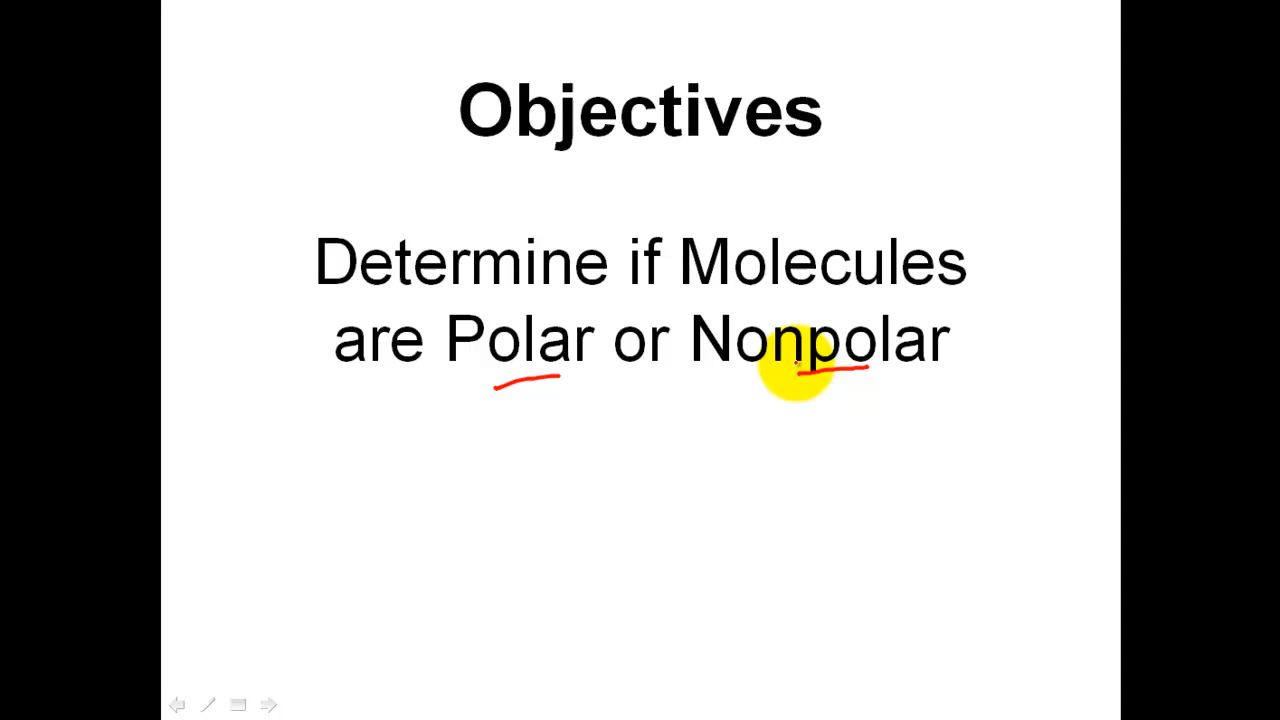 Objectives
Determine if Molecules
are Polar or Nonpolar